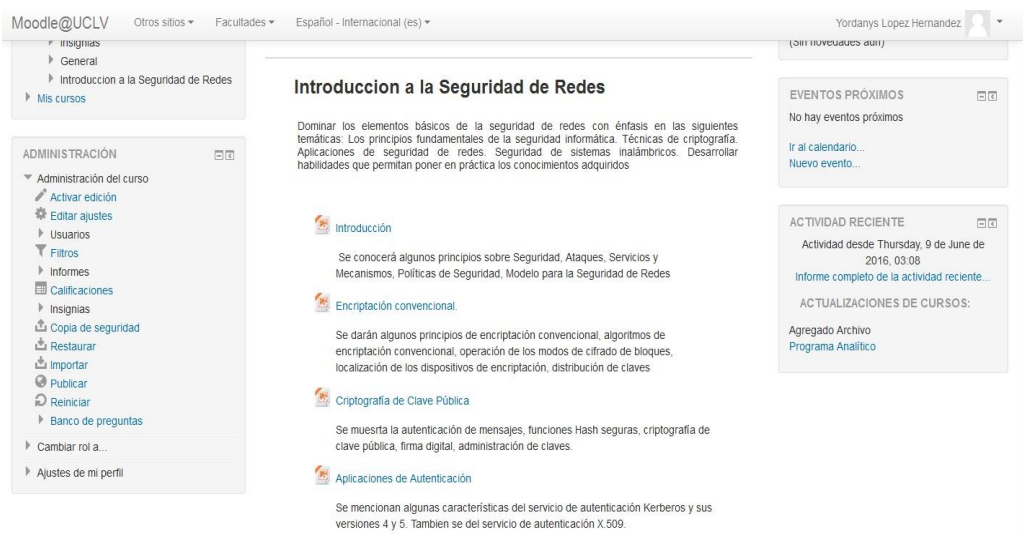 Moodle@UCLV Otros sitios Facultades Español - Internacional (es) Yordanys Lopez Hernandez
Insignias
General
Introduccion a la Seguridad de Redes
Mis cursos
ADMINISTRACIÓN
Administración del curso
Activar edición
Editar ajustes
Usuarios
Filtros
Informes
Calificaciones
Insignias
Copia de seguridad
Restaurar
Importar
Publicar
Reiniciar
Banco de preguntas
Cambiar rol a...
Ajustes de mi perfil
Introduccion a la Seguridad de Redes
Dominar los elementos básicos de la seguridad de redes con énfasis en las siguientes
temáticas: Los principios fundamentales de la seguridad informática. Técnicas de criptografía.
Aplicaciones de seguridad de redes. Seguridad de sistemas inalámbricos. Desarrollar
habilidades que permitan poner en práctica los conocimientos adquiridos
Introducción
Se conocerá algunos principios sobre Seguridad, Ataques, Servicios y
Mecanismos, Políticas de Seguridad, Modelo para la Seguridad de Redes
Encriptación convencional.
Se darán algunos principios de encriptación convencional, algoritmos de
encriptación convencional, operación de los modos de cifrado de bloques,
localización de los dispositivos de encriptación, distribución de claves
Criptografía de Clave Pública
Se muesrta la autenticación de mensajes, funciones Hash seguras, criptografía de
clave pública, firma digital, administración de claves.
Aplicaciones de Autenticación
Se mencionan algunas características del servicio de autenticación Kerberos y sus
versiones 4 y 5. Tambien se del servicio de autenticación X.509.
(Sin novedades aún)
EVENTOS PRÓXIMOS
No hay eventos próximos
Ir al calendario...
Nuevo evento...
ACTIVIDAD RECIENTE
Actividad desde Thursday, 9 de June de
2016, 03:08
Informe completo de la actividad reciente...
ACTUALIZACIONES DE CURSOS:
Agregado Archivo
Programa Analítico